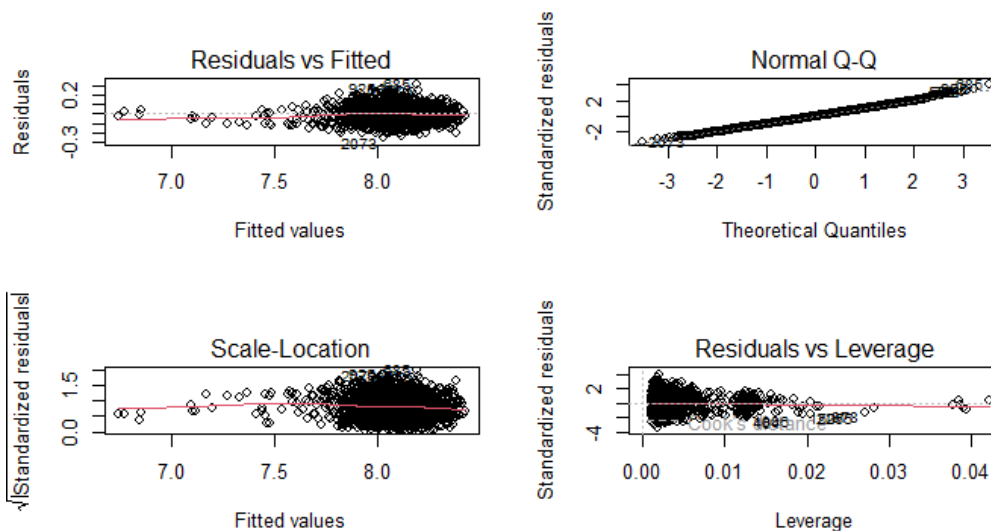 Residuals vs Fitted
Residuals
0.2
-0.3
2073
7.0 7.5 8.0
Fitted values
Normal Q-Q
Standardized residuals
2
-2
2073
-3 -2 -1 0 1 2 3
Theoretical Quantiles
Scale-Location
√|Standardized residuals|
1.5
0.0
7.0 7.5 8.0
Fitted values
Residuals vs Leverage
Standardized residuals
2
-4
Cook's distance
0.00 0.01 0.02 0.03 0.04
Leverage